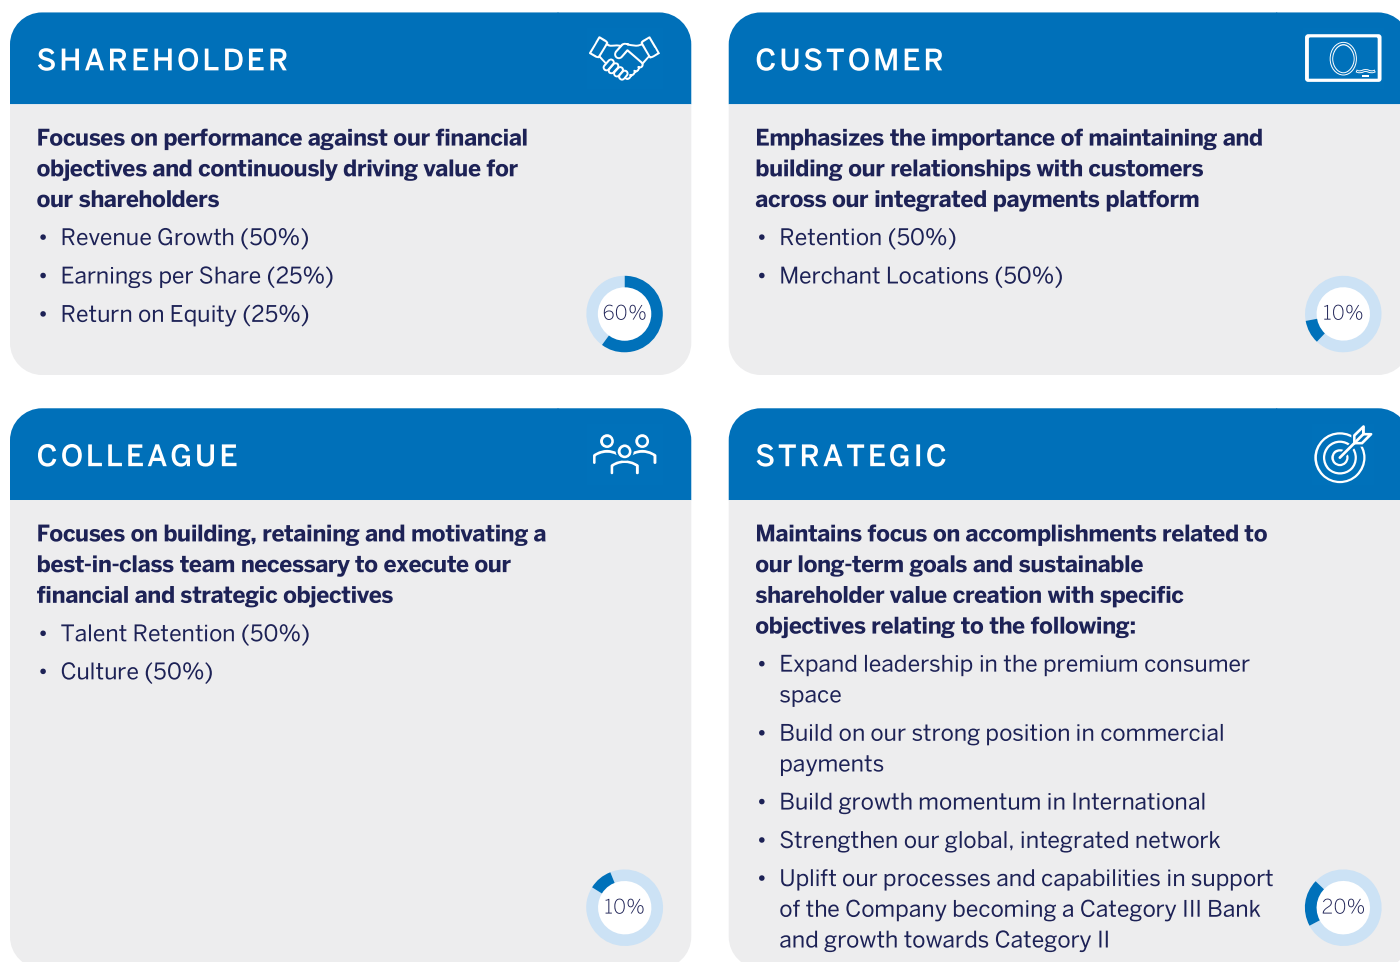 SHAREHOLDER
Focuses on performance against our financial
objectives and continuously driving value for
our shareholders
• Revenue Growth (50%)
• Earnings per Share (25%)
• Return on Equity (25%)
60%
CUSTOMER
Emphasizes the importance of maintaining and
building our relationships with customers
across our integrated payments platform
• Retention (50%)
• Merchant Locations (50%)
10%
COLLEAGUE
Focuses on building, retaining and motivating a
best-in-class team necessary to execute our
financial and strategic objectives
• Talent Retention (50%)
• Culture (50%)
10%
STRATEGIC
Maintains focus on accomplishments related to
our long-term goals and sustainable
shareholder value creation with specific
objectives relating to the following:
• Expand leadership in the premium consumer
space
• Build on our strong position in commercial
payments
• Build growth momentum in International
• Strengthen our global, integrated network
• Uplift our processes and capabilities in support
of the Company becoming a Category III Bank
and growth towards Category II
20%